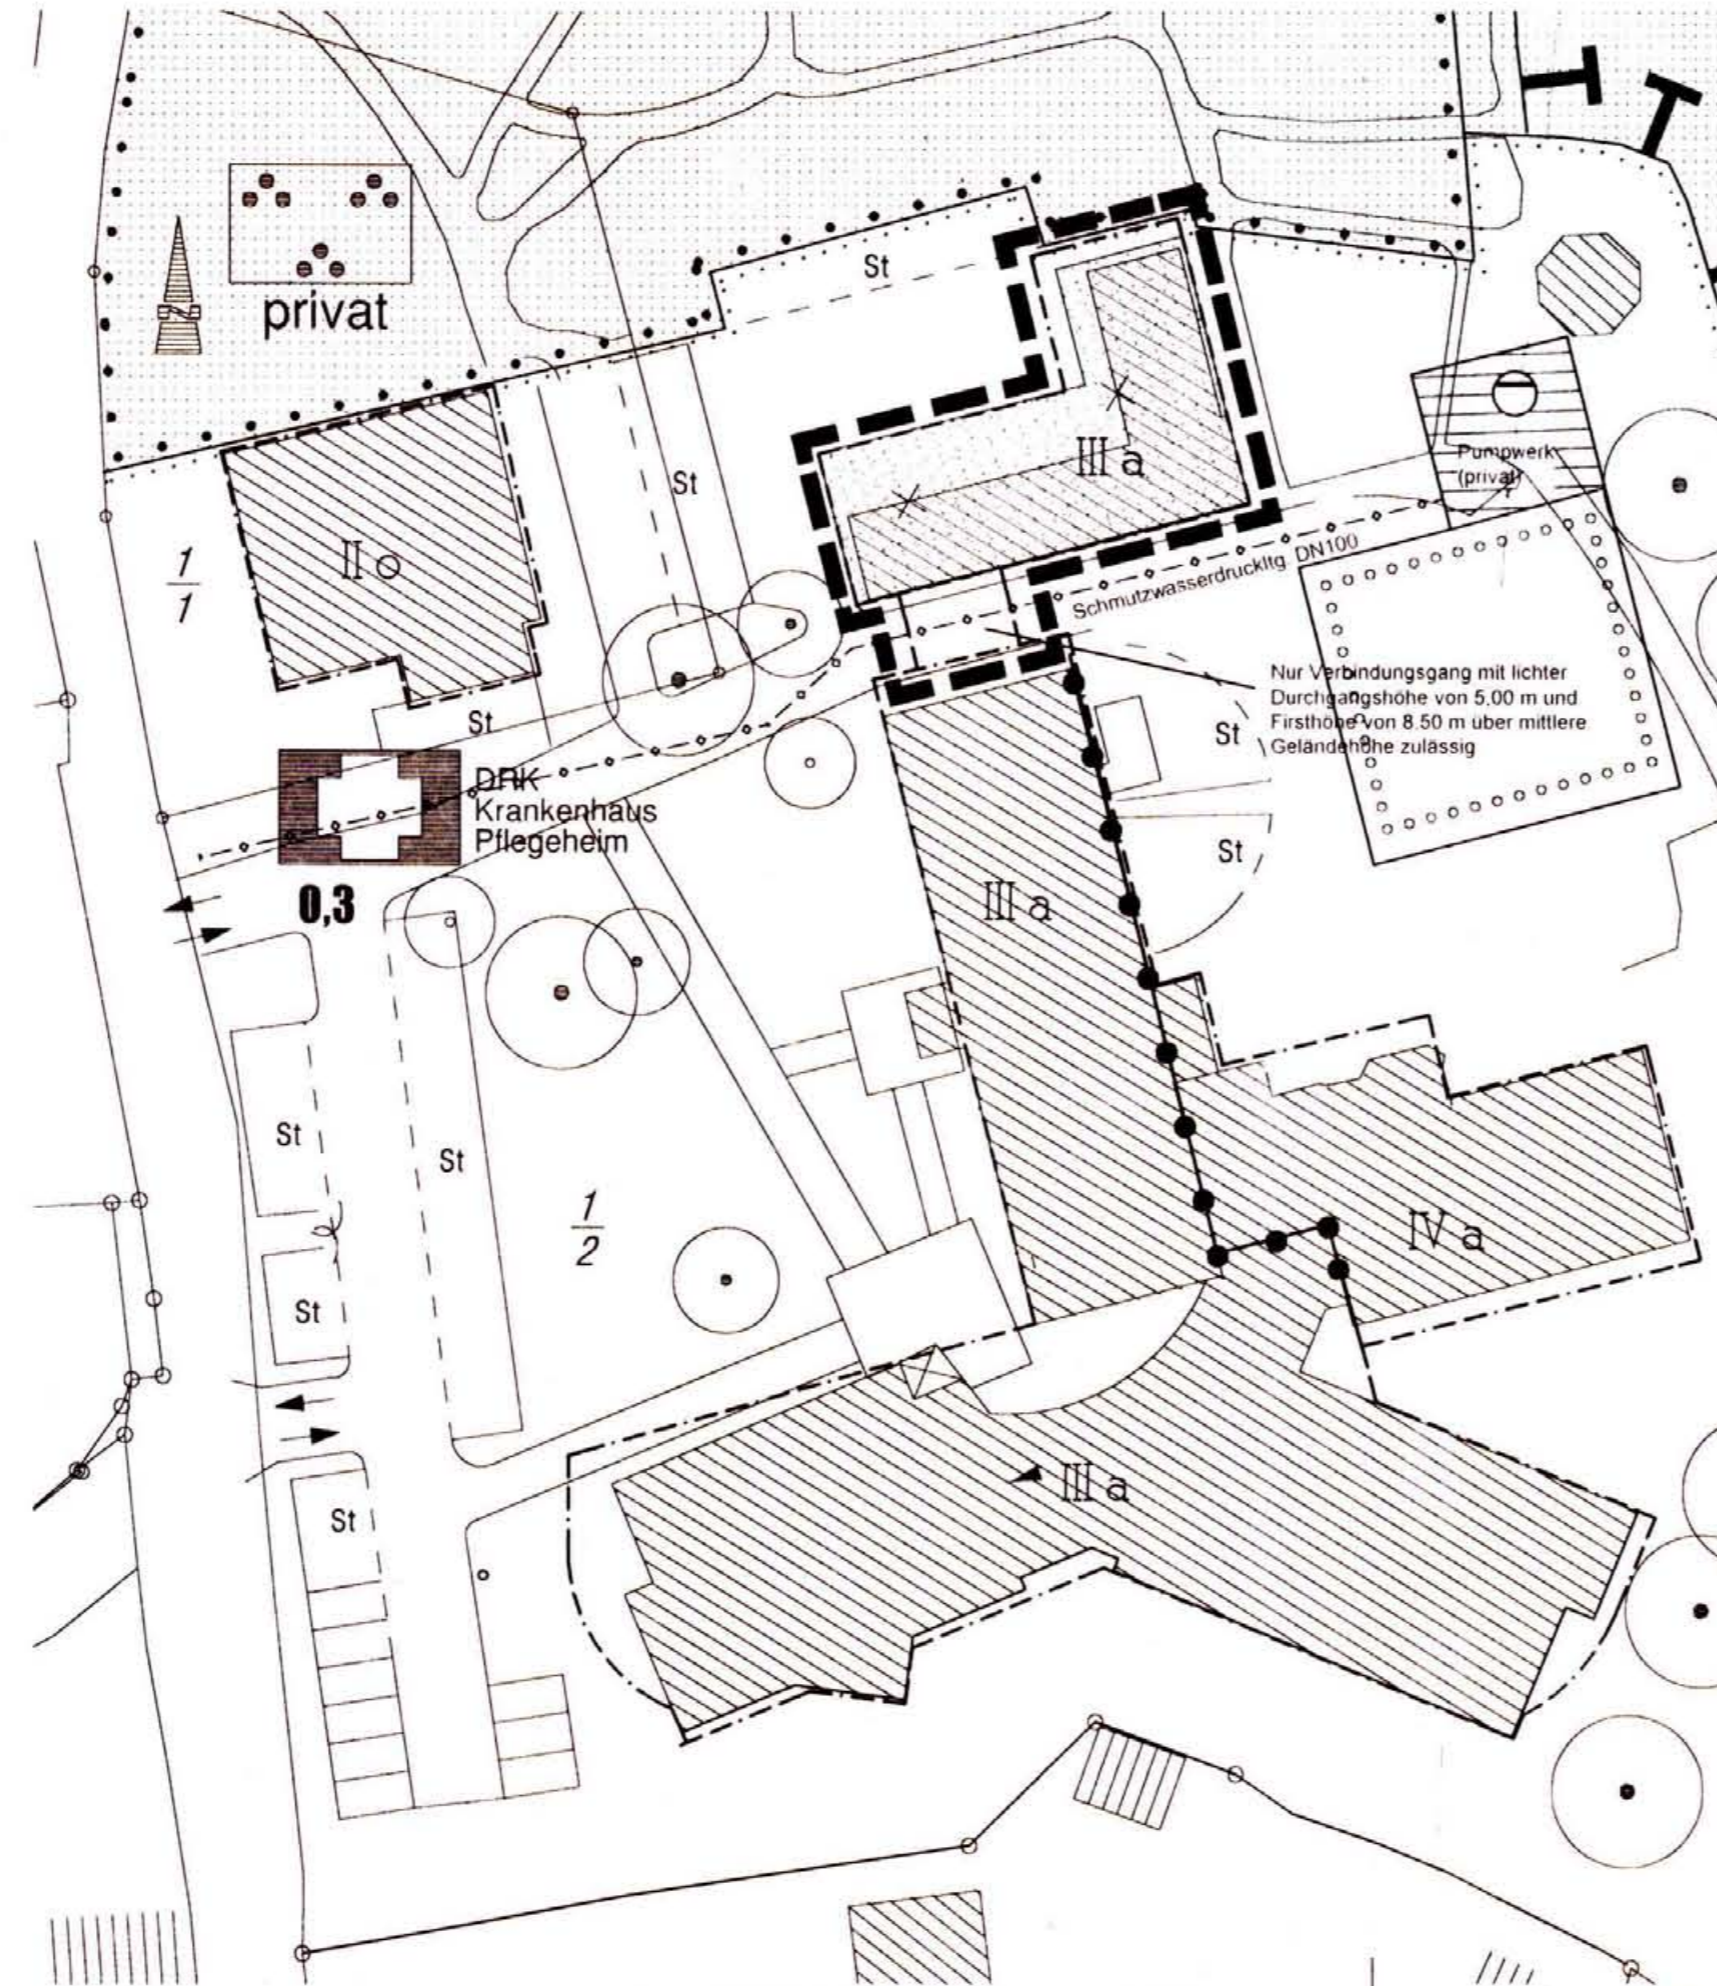 privat
St
St
III a
Pumpwerk
(privat)
1
1
II o
Schmutzwasserdruckltg. DN100
Nur Verbindungsgang mit lichter
Durchgangshöhe von 5,00 m und
Firsthöhe von 8.50 m über mittlere
Geländehöhe zulässig
St
St
DRK
Krankenhaus
Pflegeheim
St
0,3
III a
St
St
1
2
IV a
St
III a
St